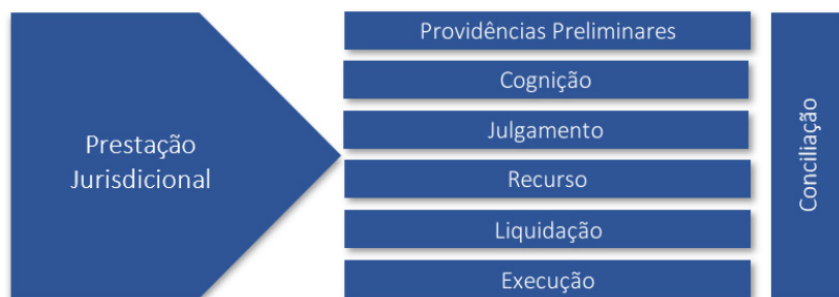 Prestação
Jurisdicional
Providências Preliminares
Cognição
Julgamento
Recurso
Liquidação
Execução
Conciliação